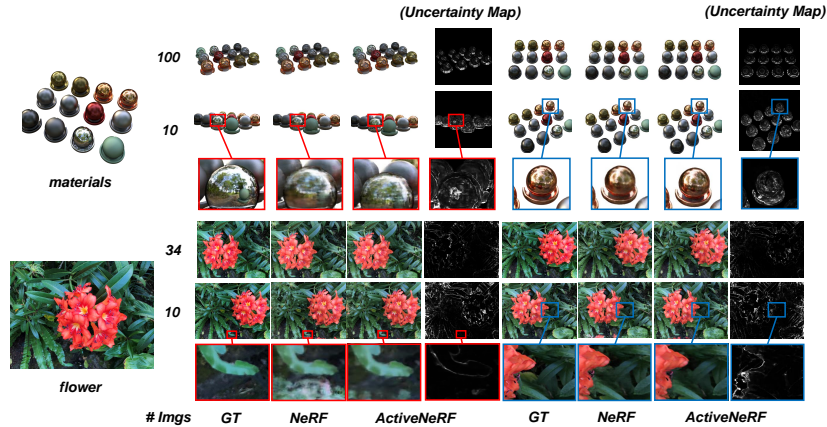 (Uncertainty Map) (Uncertainty Map)
100
10
materials
34
10
flower
# Imgs GT NeRF ActiveNeRF GT NeRF ActiveNeRF